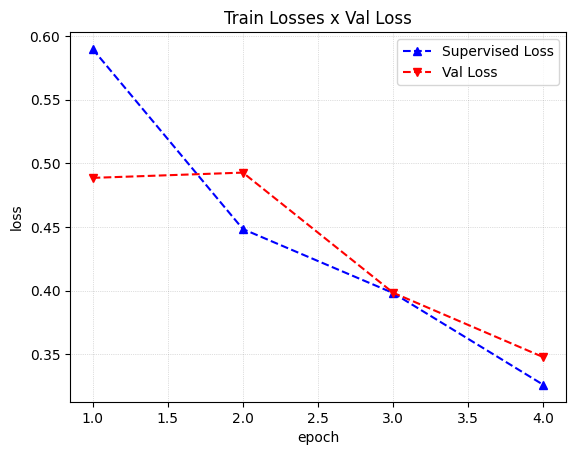 Train Losses x Val Loss
Supervised Loss
Val Loss
loss
0.60
0.55
0.50
0.45
0.40
0.35
1.0 1.5 2.0 2.5 3.0 3.5 4.0
epoch